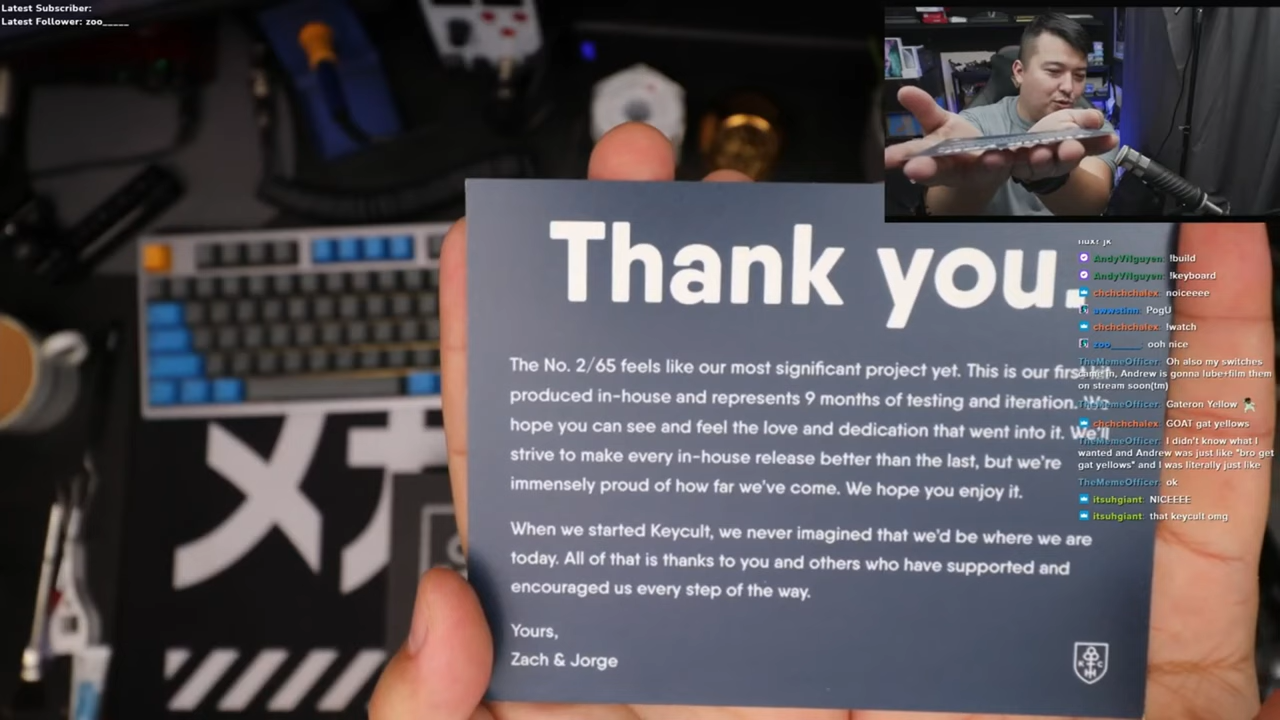 Latest Subscriber:
Latest Follower: zoo_____
Thank you.
The No. 2/65 feels like our most significant project yet. This is our first
produced in-house and represents 9 months of testing and iteration. We
hope you can see and feel the love and dedication that went into it. We'll
strive to make every in-house release better than the last, but we're
immensely proud of how far we've come. We hope you enjoy it.
When we started Keycult, we never imagined that we'd be where we are
today. All of that is thanks to you and others who have supported and
encouraged us every step of the way.
Yours,
Zach & Jorge
K C
AndyVNguyen: !build
AndyVNguyen: !keyboard
chchchchalex: noiceeee
awwstinn: PogU
chchchchalex: !watch
zoo_____: ooh nice
TheMemeOfficer: Oh also my switches
came in, Andrew is gonna lube+film them
on stream soon(tm)
TheMemeOfficer: Gateron Yellow
chchchchalex: GOAT gat yellows
TheMemeOfficer: I didn't know what I
wanted and Andrew was just like "bro get
gat yellows" and I was literally just like
TheMemeOfficer: ok
itsuhgiant: NICEEEE
itsuhgiant: that keycult omg